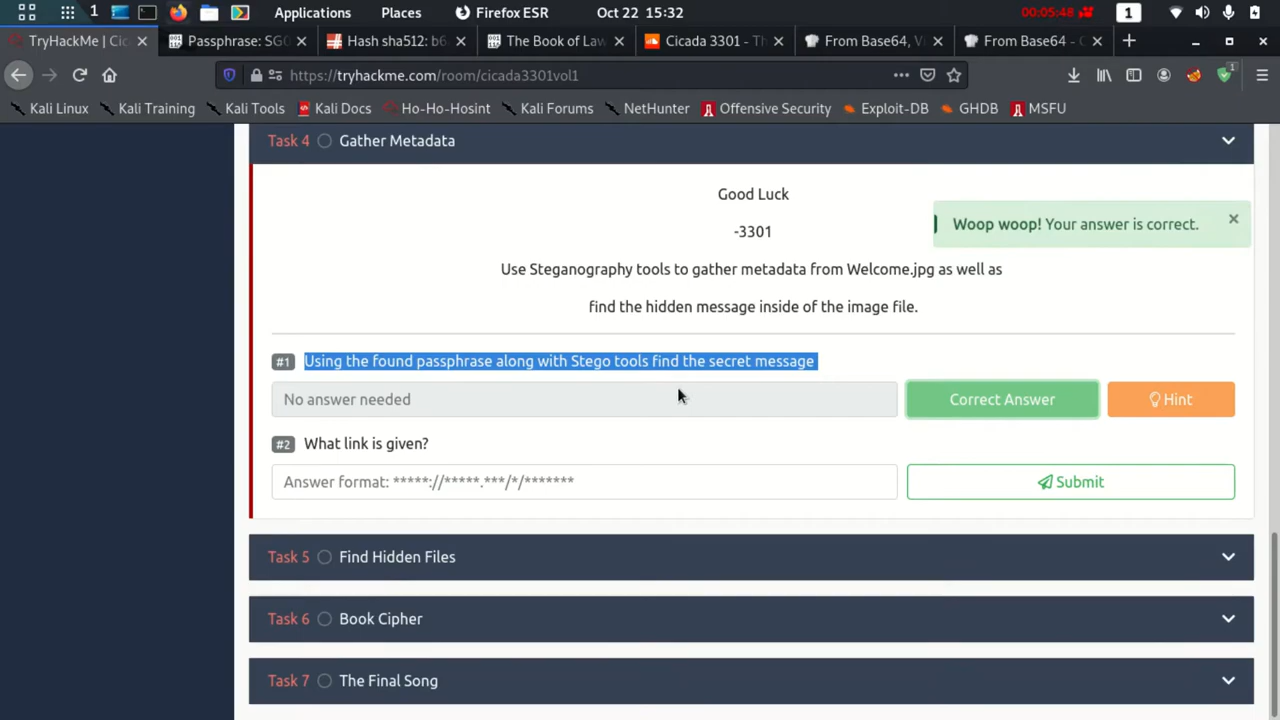 1
Applications
Places
Firefox ESR
Oct 22 15:32
00:05:48
1
TryHackMe | Cic
Passphrase: SGO
Hash sha512: b6
The Book of Law
Cicada 3301 - T
From Base64, V
From Base64 - C
https://tryhackme.com/room/cicada3301vol1
1
Kali Linux
Kali Training
Kali Tools
Kali Docs
Ho-Ho-Hosint
Kali Forums
NetHunter
Offensive Security
Exploit-DB
GHDB
MSFU
Task 4
Gather Metadata
Good Luck
-3301
Woop woop! Your answer is correct.
Use Steganography tools to gather metadata from Welcome.jpg as well as
find the hidden message inside of the image file.
#1 Using the found passphrase along with Stego tools find the secret message
No answer needed
Correct Answer
Hint
#2 What link is given?
Answer format: *****://*****.***/*/*******
Submit
Task 5
Find Hidden Files
Task 6
Book Cipher
Task 7
The Final Song